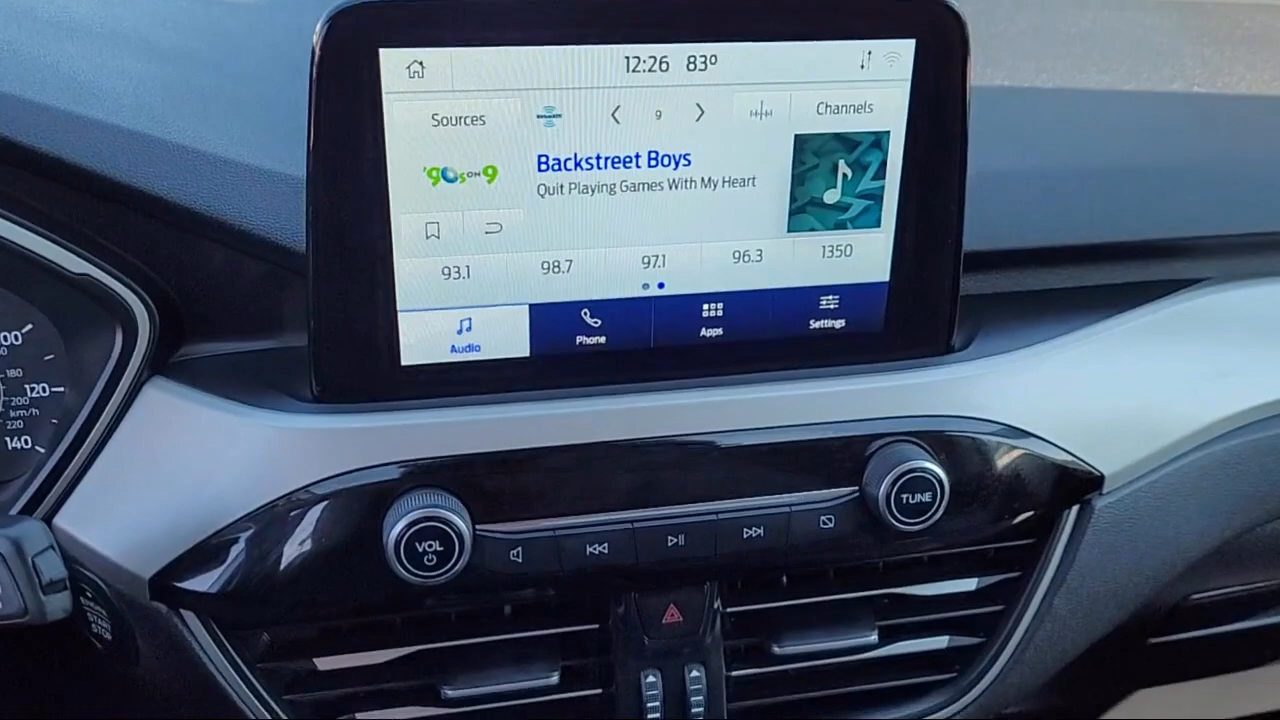 12:26 83°
Sources
9
Channels
'90s ON 9
Backstreet Boys
Quit Playing Games With My Heart
93.1
98.7
97.1
96.3
1350
Audio
Phone
Apps
Settings
180
120
200
km/h
220
140
VOL
TUNE
START